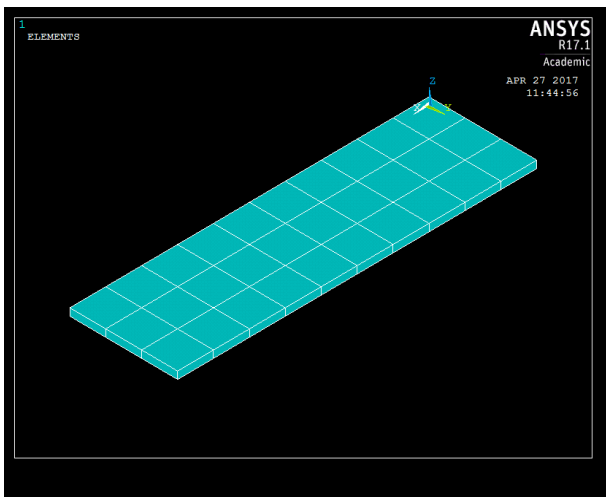 1
ELEMENTS
ANSYS
R17.1
Academic
APR 27 2017
11:44:56
Z
X Y